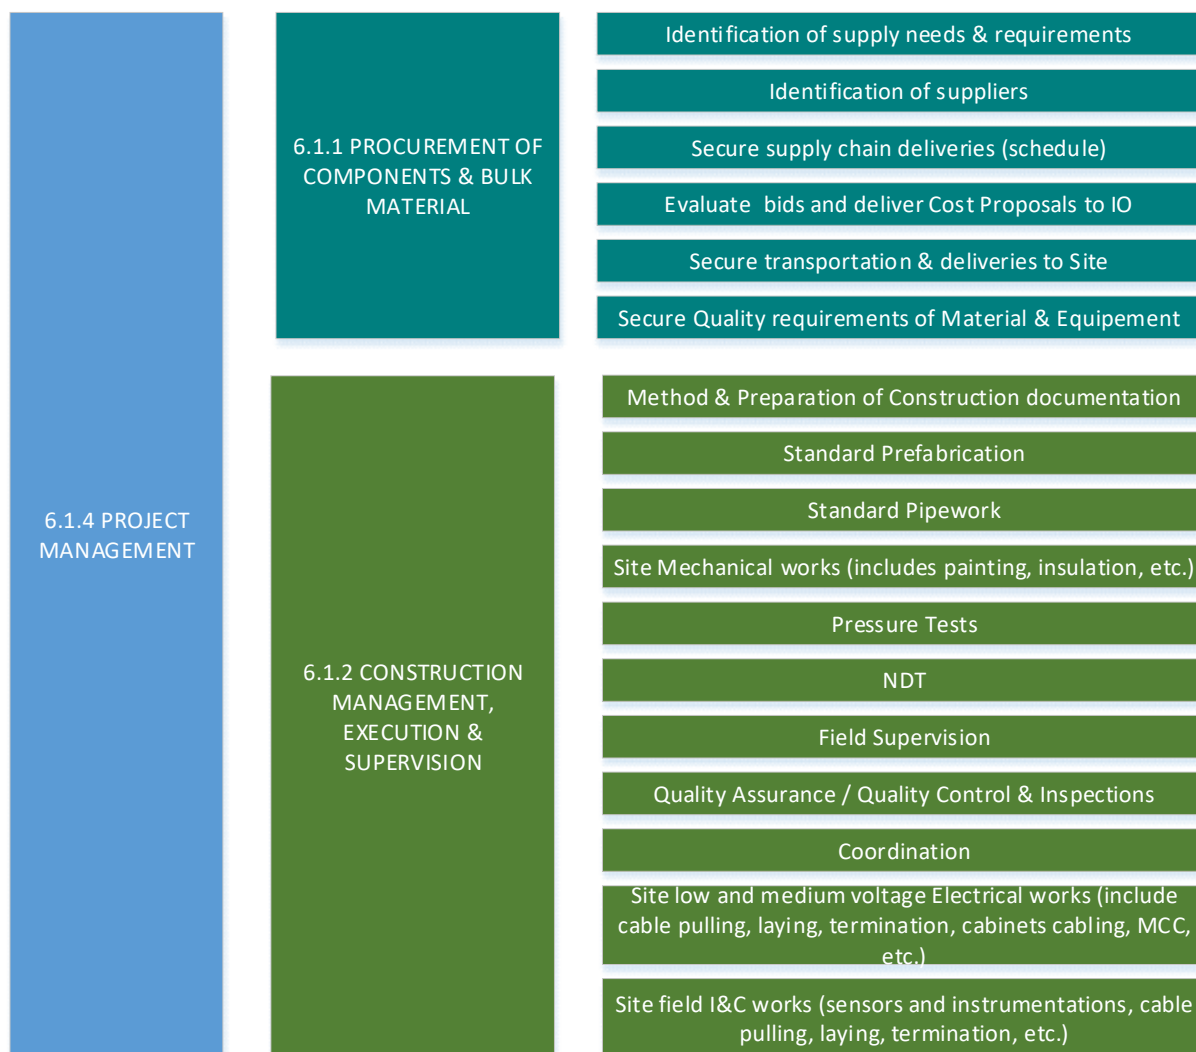 6.1.4 PROJECT
MANAGEMENT
6.1.1 PROCUREMENT OF
COMPONENTS & BULK
MATERIAL
Identification of supply needs & requirements
Identification of suppliers
Secure supply chain deliveries (schedule)
Evaluate bids and deliver Cost Proposals to IO
Secure transportation & deliveries to Site
Secure Quality requirements of Material & Equipement
6.1.2 CONSTRUCTION
MANAGEMENT,
EXECUTION &
SUPERVISION
Method & Preparation of Construction documentation
Standard Prefabrication
Standard Pipework
Site Mechanical works (includes painting, insulation, etc.)
Pressure Tests
NDT
Field Supervision
Quality Assurance / Quality Control & Inspections
Coordination
Site low and medium voltage Electrical works (include
cable pulling, laying, termination, cabinets cabling, MCC,
etc.)
Site field I&C works (sensors and instrumentations, cable
pulling, laying, termination, etc.)